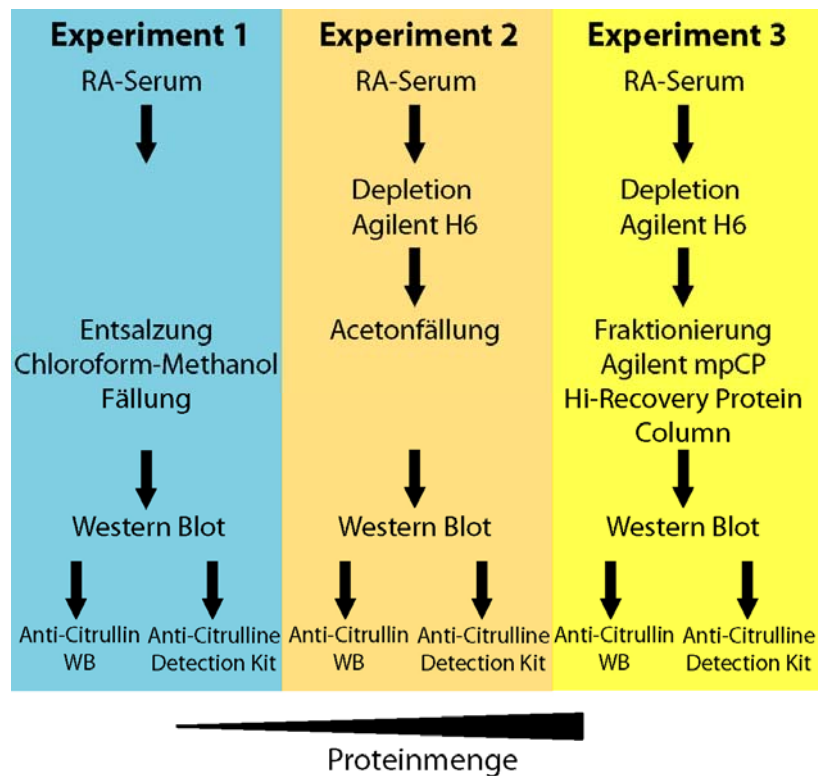 Experiment 1
RA-Serum
Entsalzung
Chloroform-Methanol
Fällung
Western Blot
Anti-Citrullin
WB
Anti-Citrulline
Detection Kit
Experiment 2
RA-Serum
Depletion
Agilent H6
Acetonfällung
Western Blot
Anti-Citrullin
WB
Anti-Citrulline
Detection Kit
Experiment 3
RA-Serum
Depletion
Agilent H6
Fraktionierung
Agilent mpCP
Hi-Recovery Protein
Column
Western Blot
Anti-Citrullin
WB
Anti-Citrulline
Detection Kit
Proteinmenge